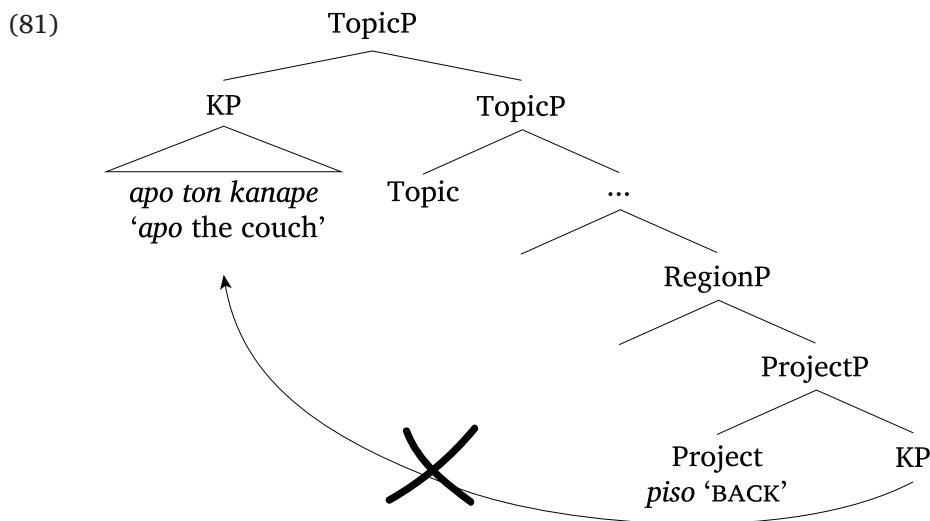 (81)
TopicP
KP
TopicP
apo ton kanape
‘apo the couch’
Topic
...
RegionP
ProjectP
Project
piso ‘BACK’
KP